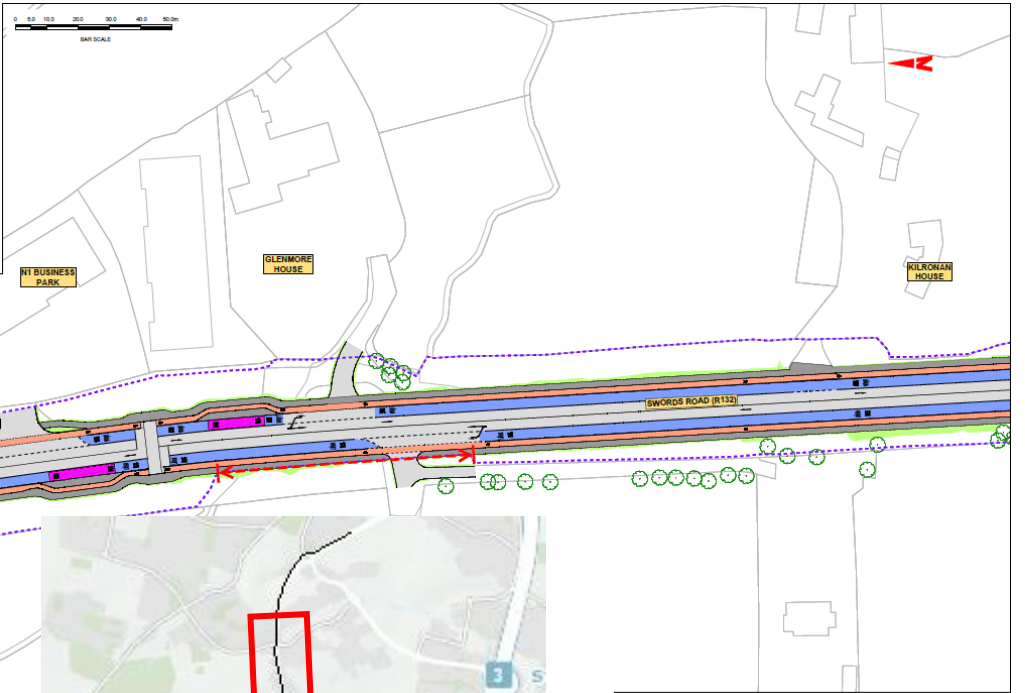 0 5.0 10.0 20.0 30.0 40.0 50.0m
BAR SCALE
N
N1 BUSINESS
PARK
GLENMORE
HOUSE
KILRONAN
HOUSE
SWORDS ROAD (R132)
3
S